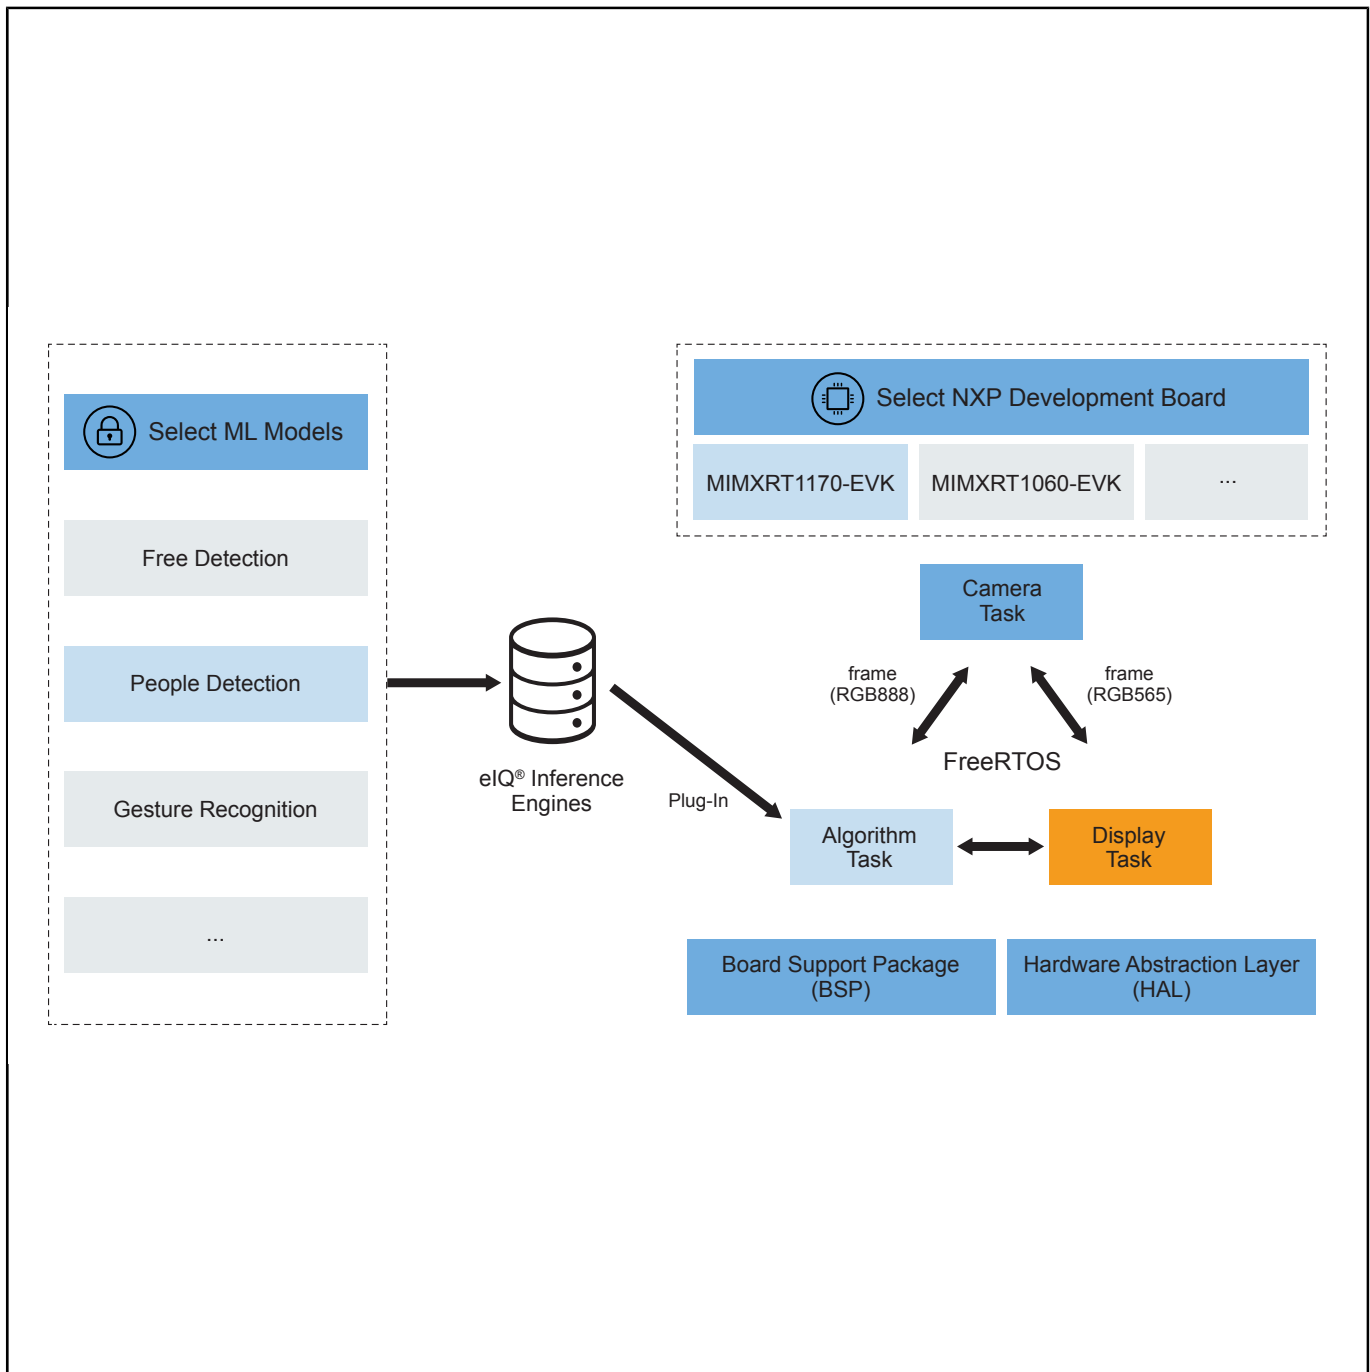 Select ML Models
Free Detection
People Detection
Gesture Recognition
...
eIQ® Inference
Engines
Plug-In
Select NXP Development Board
MIMXRT1170-EVK
MIMXRT1060-EVK
...
Camera
Task
frame
(RGB888)
frame
(RGB565)
FreeRTOS
Algorithm
Task
Display
Task
Board Support Package
(BSP)
Hardware Abstraction Layer
(HAL)